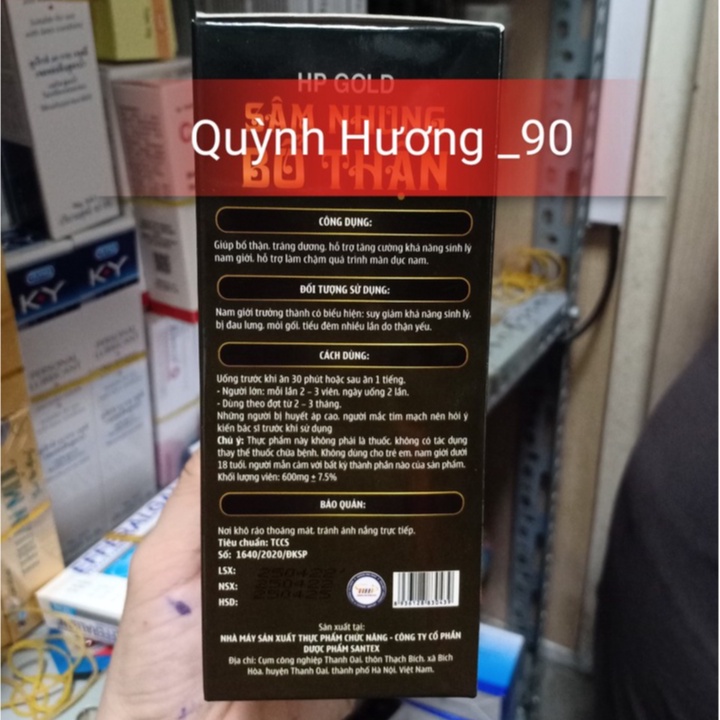 HP GOLD
SÂM NHUNG
Quỳnh Hương _90
BỔ THẬN
CÔNG DỤNG:
Giúp bổ thận, tráng dương, hỗ trợ tăng cường khả năng sinh lý
nam giới, hỗ trợ làm chậm quá trình mãn dục nam.
ĐỐI TƯỢNG SỬ DỤNG:
Nam giới trưởng thành có biểu hiện: suy giảm khả năng sinh lý,
bị đau lưng, mỏi gối, tiểu đêm nhiều lần do thận yếu.
CÁCH DÙNG:
Uống trước khi ăn 30 phút hoặc sau ăn 1 tiếng.
- Người lớn: mỗi lần 2 - 3 viên, ngày uống 2 lần.
- Dùng theo đợt từ 2 - 3 tháng.
Những người bị huyết áp cao, người mắc tim mạch nên hỏi ý
kiến bác sĩ trước khi sử dụng
Chú ý: Thực phẩm này không phải là thuốc, không có tác dụng
thay thế thuốc chữa bệnh. Không dùng cho trẻ em, nam giới dưới
18 tuổi, người mẫn cảm với bất kỳ thành phần nào của sản phẩm.
Khối lượng viên: 600mg ± 7.5%
BẢO QUẢN:
Nơi khô ráo thoáng mát, tránh ánh nắng trực tiếp.
Tiêu chuẩn: TCCS
Số: 1640/2020/ĐKSP
LSX: 250422
NSX: 250422
HSD: 250425
Sản xuất tại:
NHÀ MÁY SẢN XUẤT THỰC PHẨM CHỨC NĂNG - CÔNG TY CỔ PHẦN
DƯỢC PHẨM SANTEX
Địa chỉ: Cụm công nghiệp Thanh Oai, thôn Thạch Bích, xã Bích
Hòa, huyện Thanh Oai, thành phố Hà Nội, Việt Nam.
K-Y
K-Y
PERSONAL
LUBRICANT